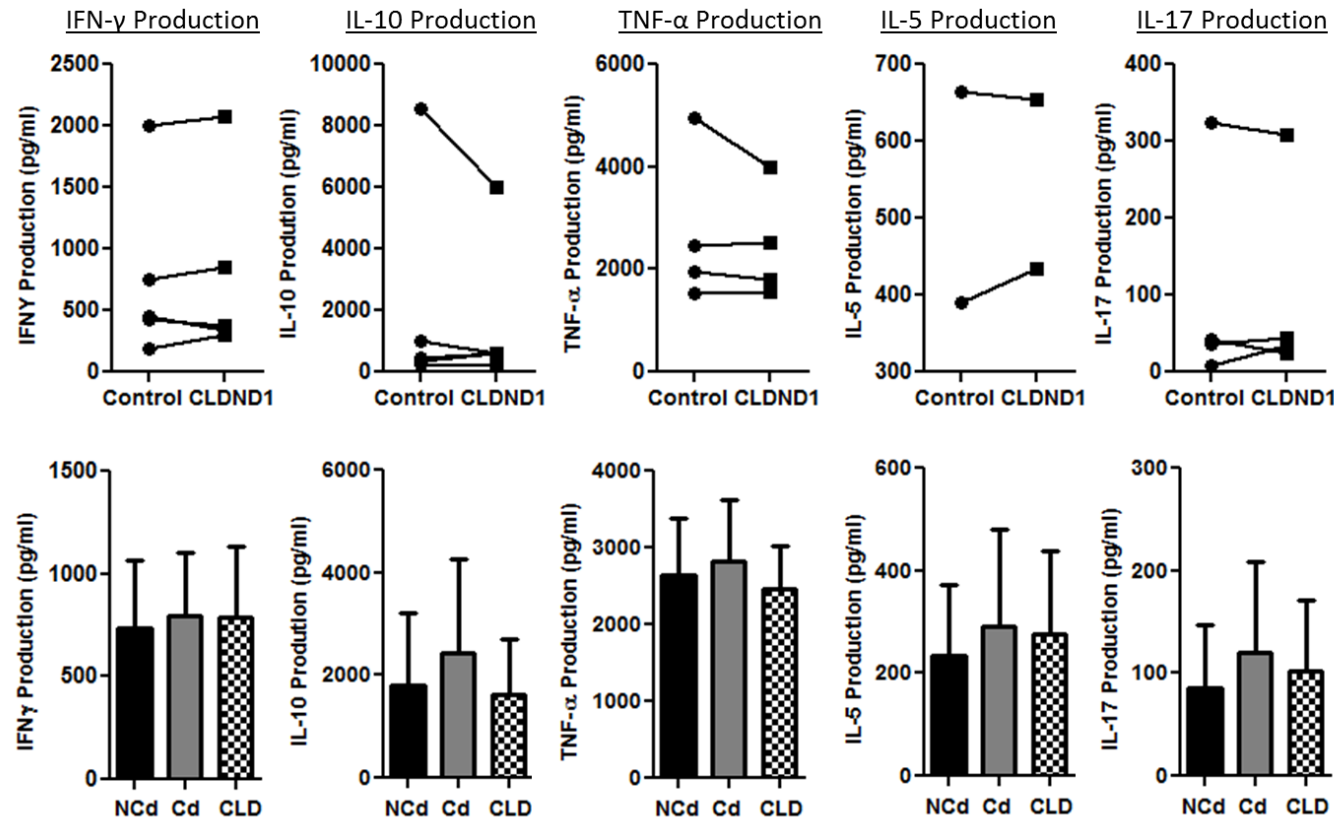 IFN-γ Production
IL-10 Production
TNF-α Production
IL-5 Production
IL-17 Production
IFNY Production (pg/ml)
2500
2000
1500
1000
500
0
Control CLDND1
IL-10 Prodution (pg/ml)
10000
8000
6000
4000
2000
0
Control CLDND1
TNF-α Production (pg/ml)
6000
4000
2000
0
Control CLDND1
IL-5 Production (pg/ml)
700
600
500
400
300
Control CLDND1
IL-17 Production (pg/ml)
400
300
200
100
0
Control CLDND1
IFNγ Production (pg/ml)
1500
1000
500
0
NCd Cd CLD
IL-10 Prodution (pg/ml)
6000
4000
2000
0
NCd Cd CLD
TNF-α Production (pg/ml)
4000
3000
2000
1000
0
NCd Cd CLD
IL-5 Production (pg/ml)
600
400
200
0
NCd Cd CLD
IL-17 Production (pg/ml)
300
200
100
0
NCd Cd CLD